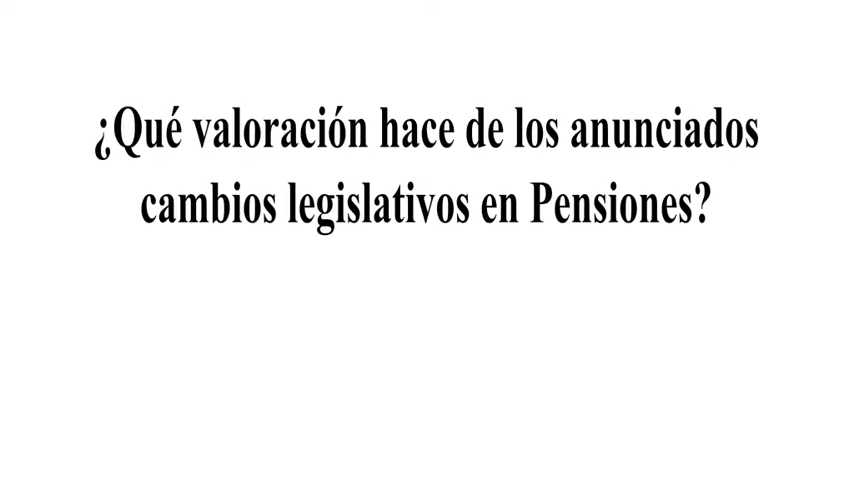 ¿Qué valoración hace de los anunciados
cambios legislativos en Pensiones?